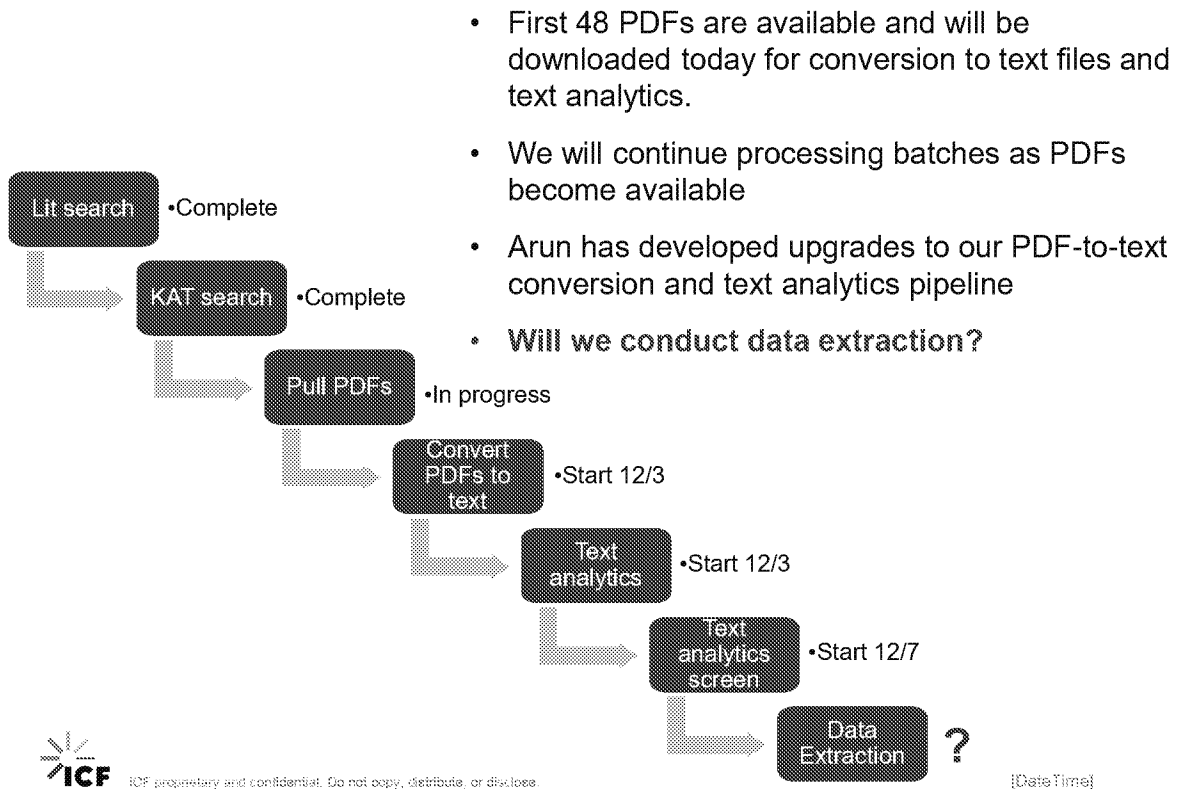 • First 48 PDFs are available and will be
downloaded today for conversion to text files and
text analytics.
• We will continue processing batches as PDFs
become available
• Arun has developed upgrades to our PDF-to-text
conversion and text analytics pipeline
• Will we conduct data extraction?
Lit search
•Complete
KAT search
•Complete
Pull PDFs
•In progress
Convert
PDFs to
text
•Start 12/3
Text
analytics
•Start 12/3
Text
analytics
screen
•Start 12/7
Data
Extraction
?
ICF
ICF proprietary and confidential. Do not copy, distribute, or disclose.
[DateTime]